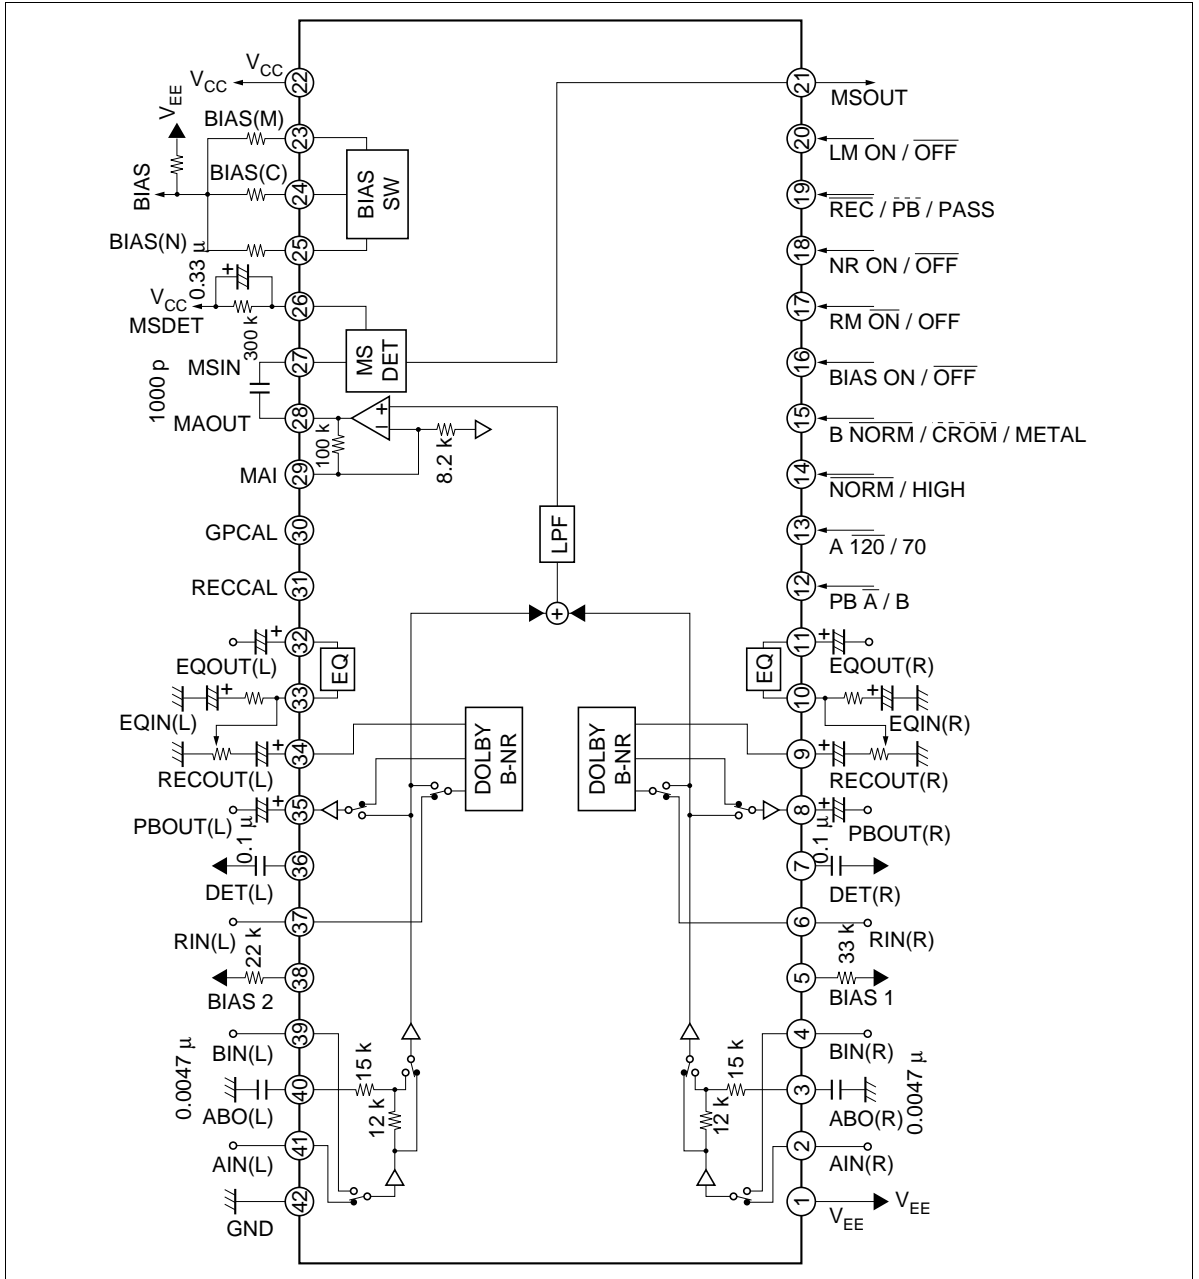 VCC
VCC
22
21
MSOUT
VEE
BIAS(M)
23
20
LM ON / OFF
BIAS
BIAS(C)
24
BIAS SW
19
REC / PB / PASS
BIAS(N)
25
18
NR ON / OFF
0.33 μ
+
VCC
MSDET
300 k
26
17
RM ON / OFF
MSIN
27
MS DET
16
BIAS ON / OFF
1000 p
MAOUT
28
+
–
100 k
8.2 k
15
B NORM / CROM / METAL
MAI
29
14
NORM / HIGH
GPCAL
30
LPF
13
A 120 / 70
RECCAL
31
+
12
PB A / B
+
32
EQOUT(L)
EQ
EQ
11
+
EQOUT(R)
+
33
EQIN(L)
10
+
EQIN(R)
+
34
RECOUT(L)
DOLBY B-NR
DOLBY B-NR
9
+
RECOUT(R)
+
35
PBOUT(L)
8
+
PBOUT(R)
0.1 μ
36
DET(L)
7
0.1 μ
DET(R)
37
RIN(L)
6
RIN(R)
22 k
38
BIAS 2
5
33 k
BIAS 1
39
BIN(L)
4
BIN(R)
0.0047 μ
40
ABO(L)
15 k
12 k
15 k
12 k
3
ABO(R)
0.0047 μ
41
AIN(L)
2
AIN(R)
42
GND
1
VEE
VEE